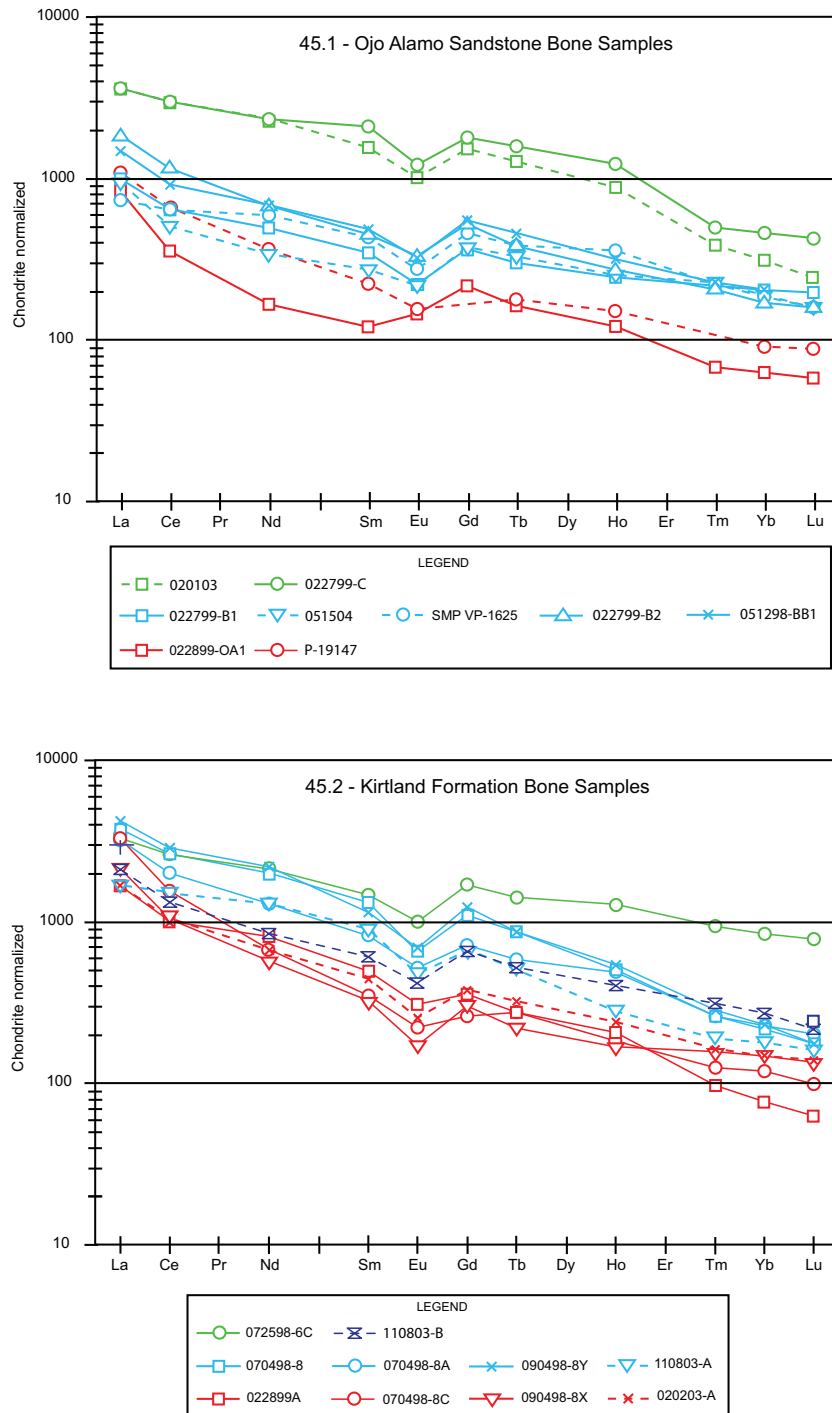 10000
45.1 - Ojo Alamo Sandstone Bone Samples
1000
Chondrite normalized
100
10
La Ce Pr Nd Sm Eu Gd Tb Dy Ho Er Tm Yb Lu
LEGEND
020103 022799-C
022799-B1 051504 SMP VP-1625 022799-B2 051298-BB1
022899-OA1 P-19147
10000
45.2 - Kirtland Formation Bone Samples
1000
Chondrite normalized
100
10
La Ce Pr Nd Sm Eu Gd Tb Dy Ho Er Tm Yb Lu
LEGEND
072598-6C 110803-B
070498-8 070498-8A 090498-8Y 110803-A
022899A 070498-8C 090498-8X 020203-A